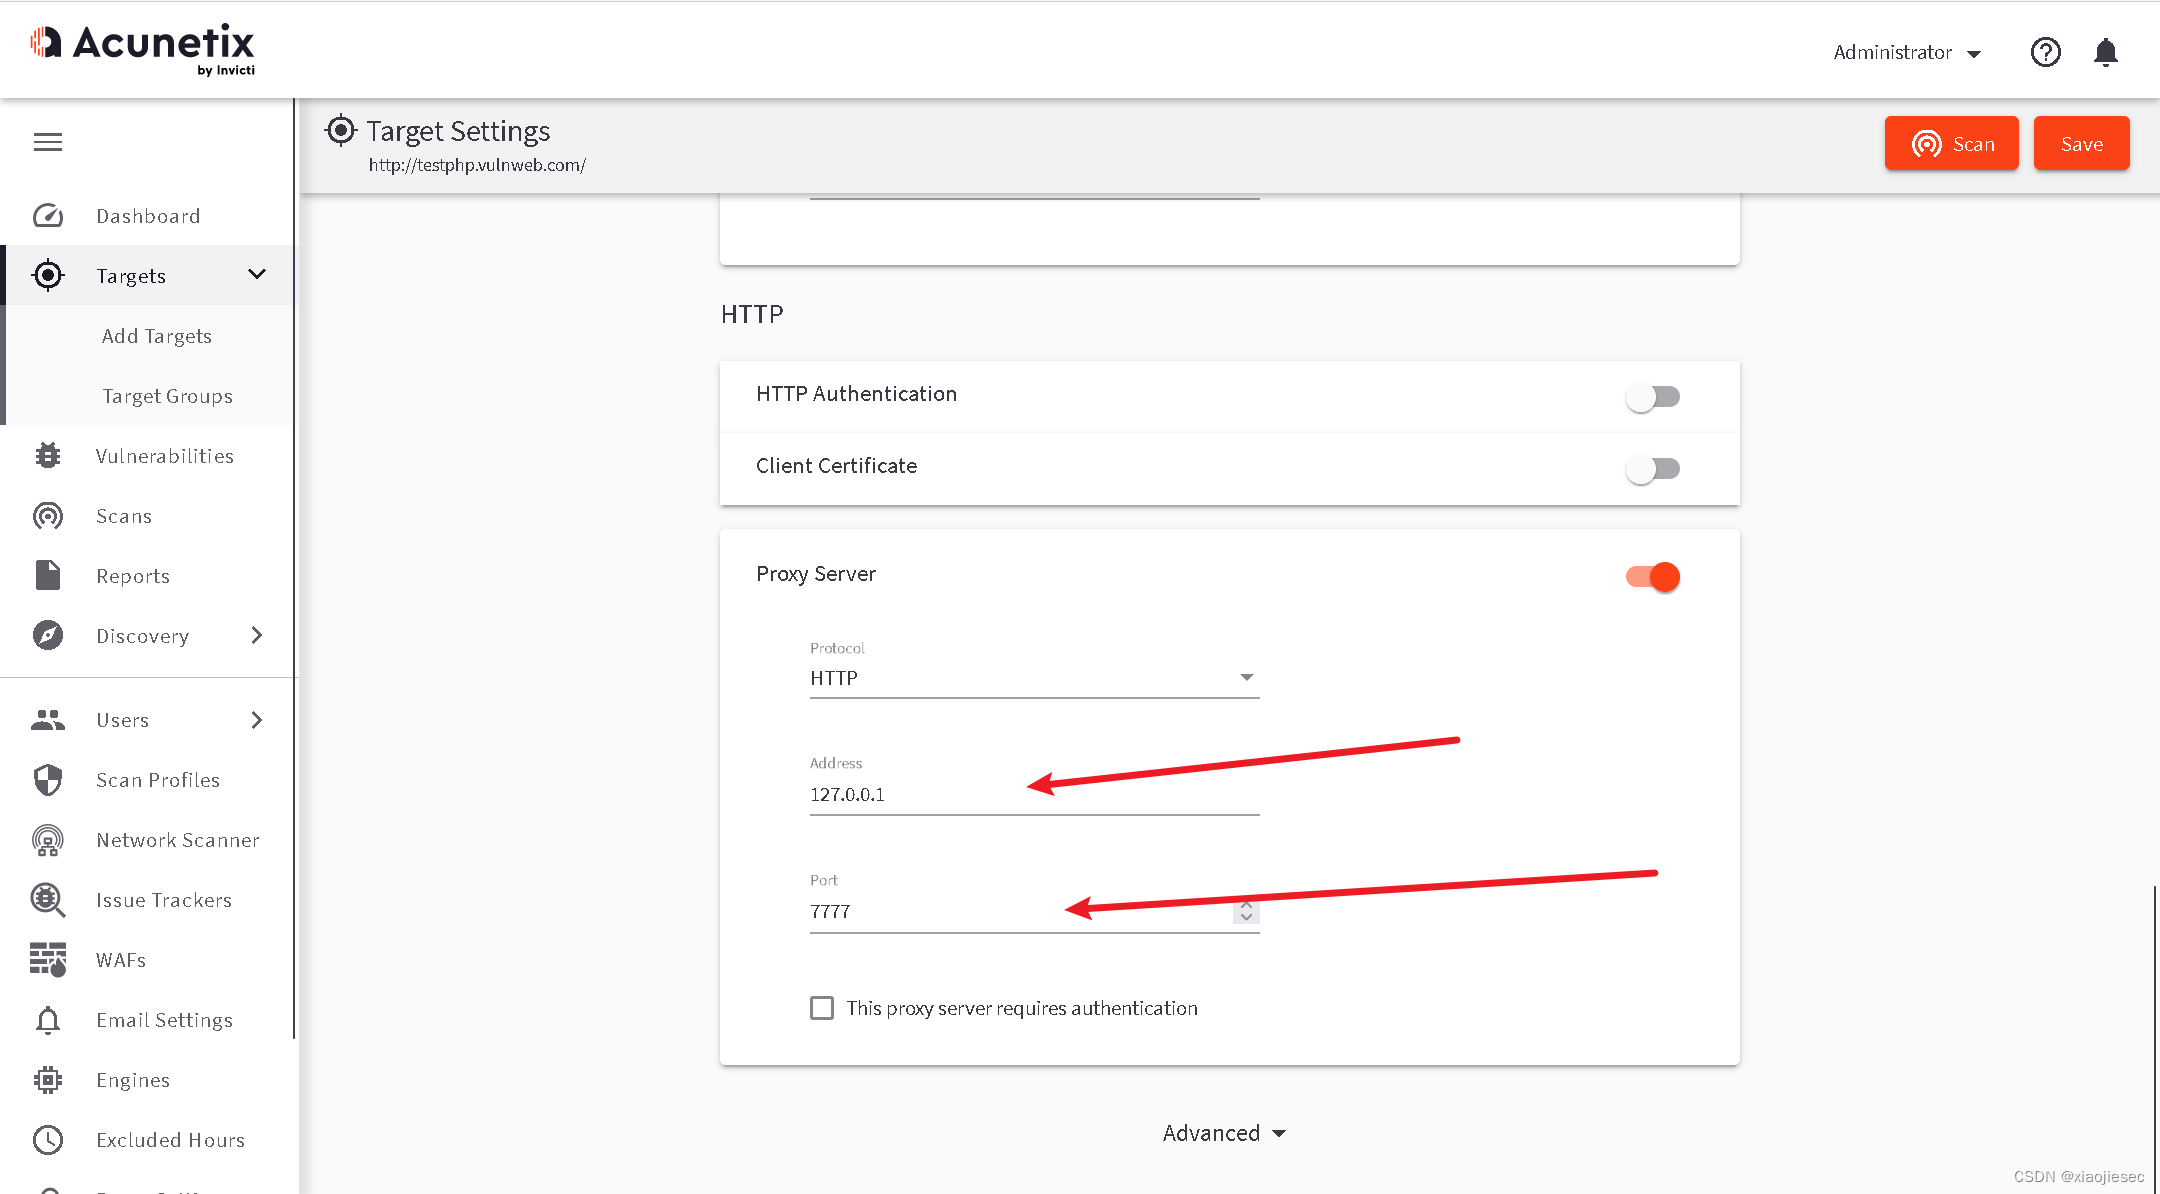 Acunetix
by Invicti
Administrator
Target Settings
http://testphp.vulnweb.com/
Scan
Save
Dashboard
Targets
Add Targets
Target Groups
Vulnerabilities
Scans
Reports
Discovery
Users
Scan Profiles
Network Scanner
Issue Trackers
WAFs
Email Settings
Engines
Excluded Hours
HTTP
HTTP Authentication
Client Certificate
Proxy Server
Protocol
HTTP
Address
127.0.0.1
Port
7777
This proxy server requires authentication
Advanced
CSDN @xiaojiesec